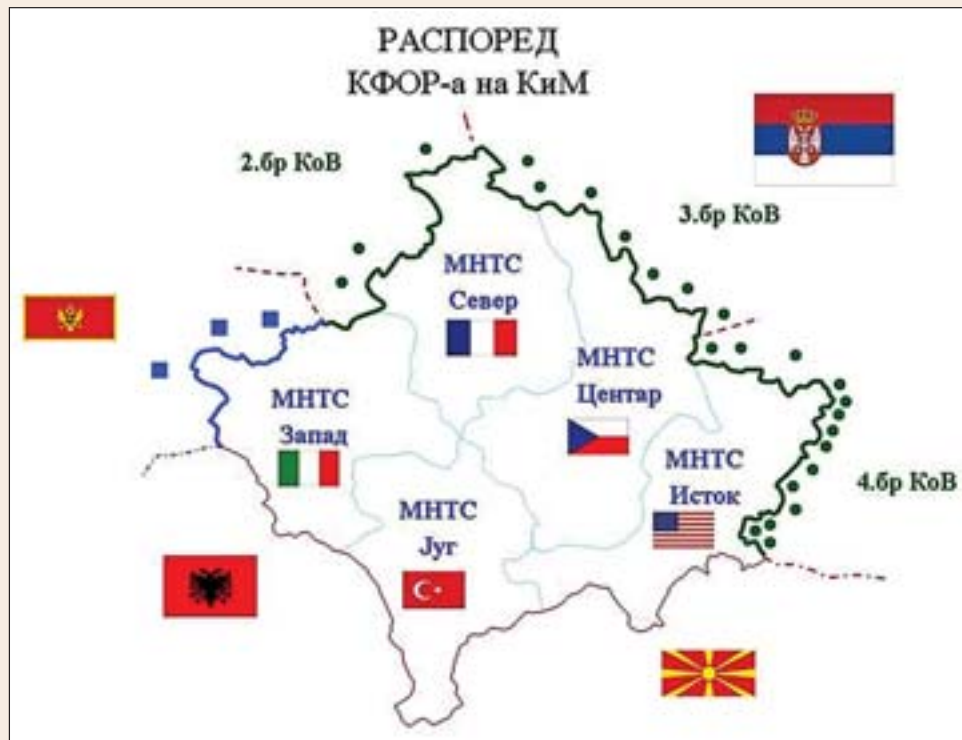 РАСПОРЕД
КФОР-а на КиМ
2.бр КоВ
3.бр КоВ
МНТС
Север
МНТС
Центар
МНТС
Запад
МНТС
Исток
4.бр КоВ
МНТС
Југ